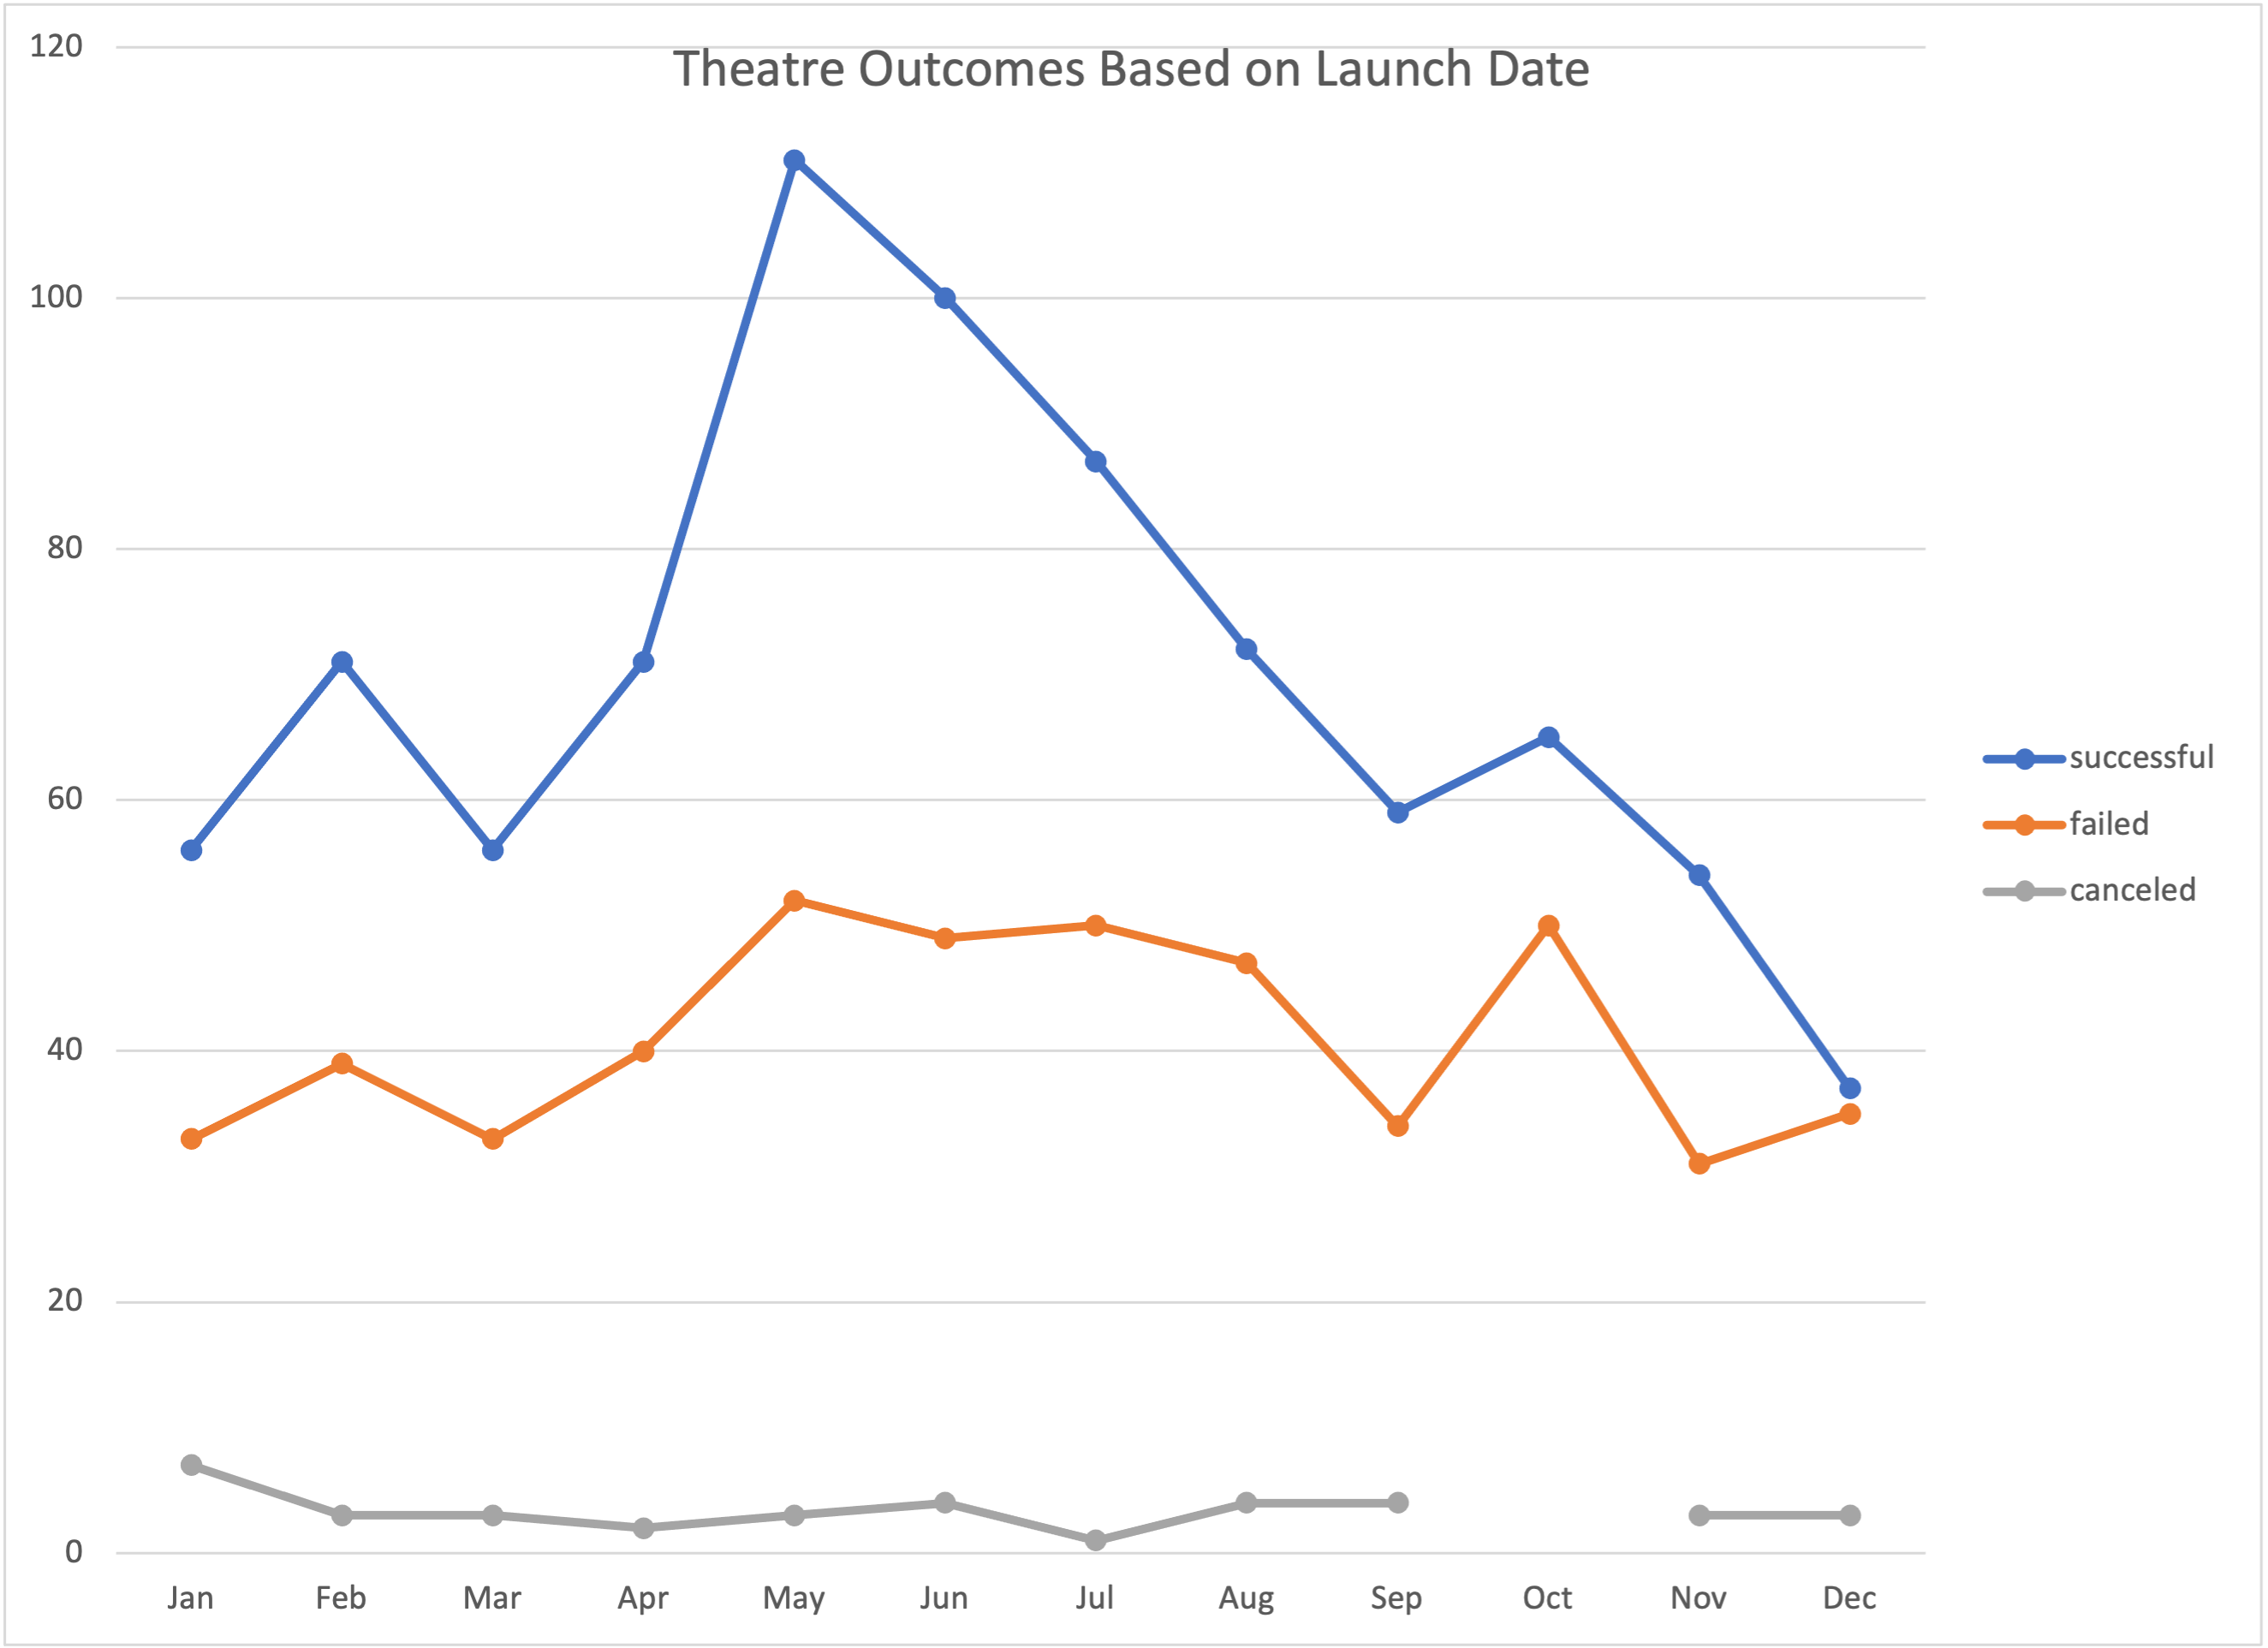 Theatre Outcomes Based on Launch Date
120
100
80
60
40
20
0
Jan Feb Mar Apr May Jun Jul Aug Sep Oct Nov Dec
successful
failed
canceled